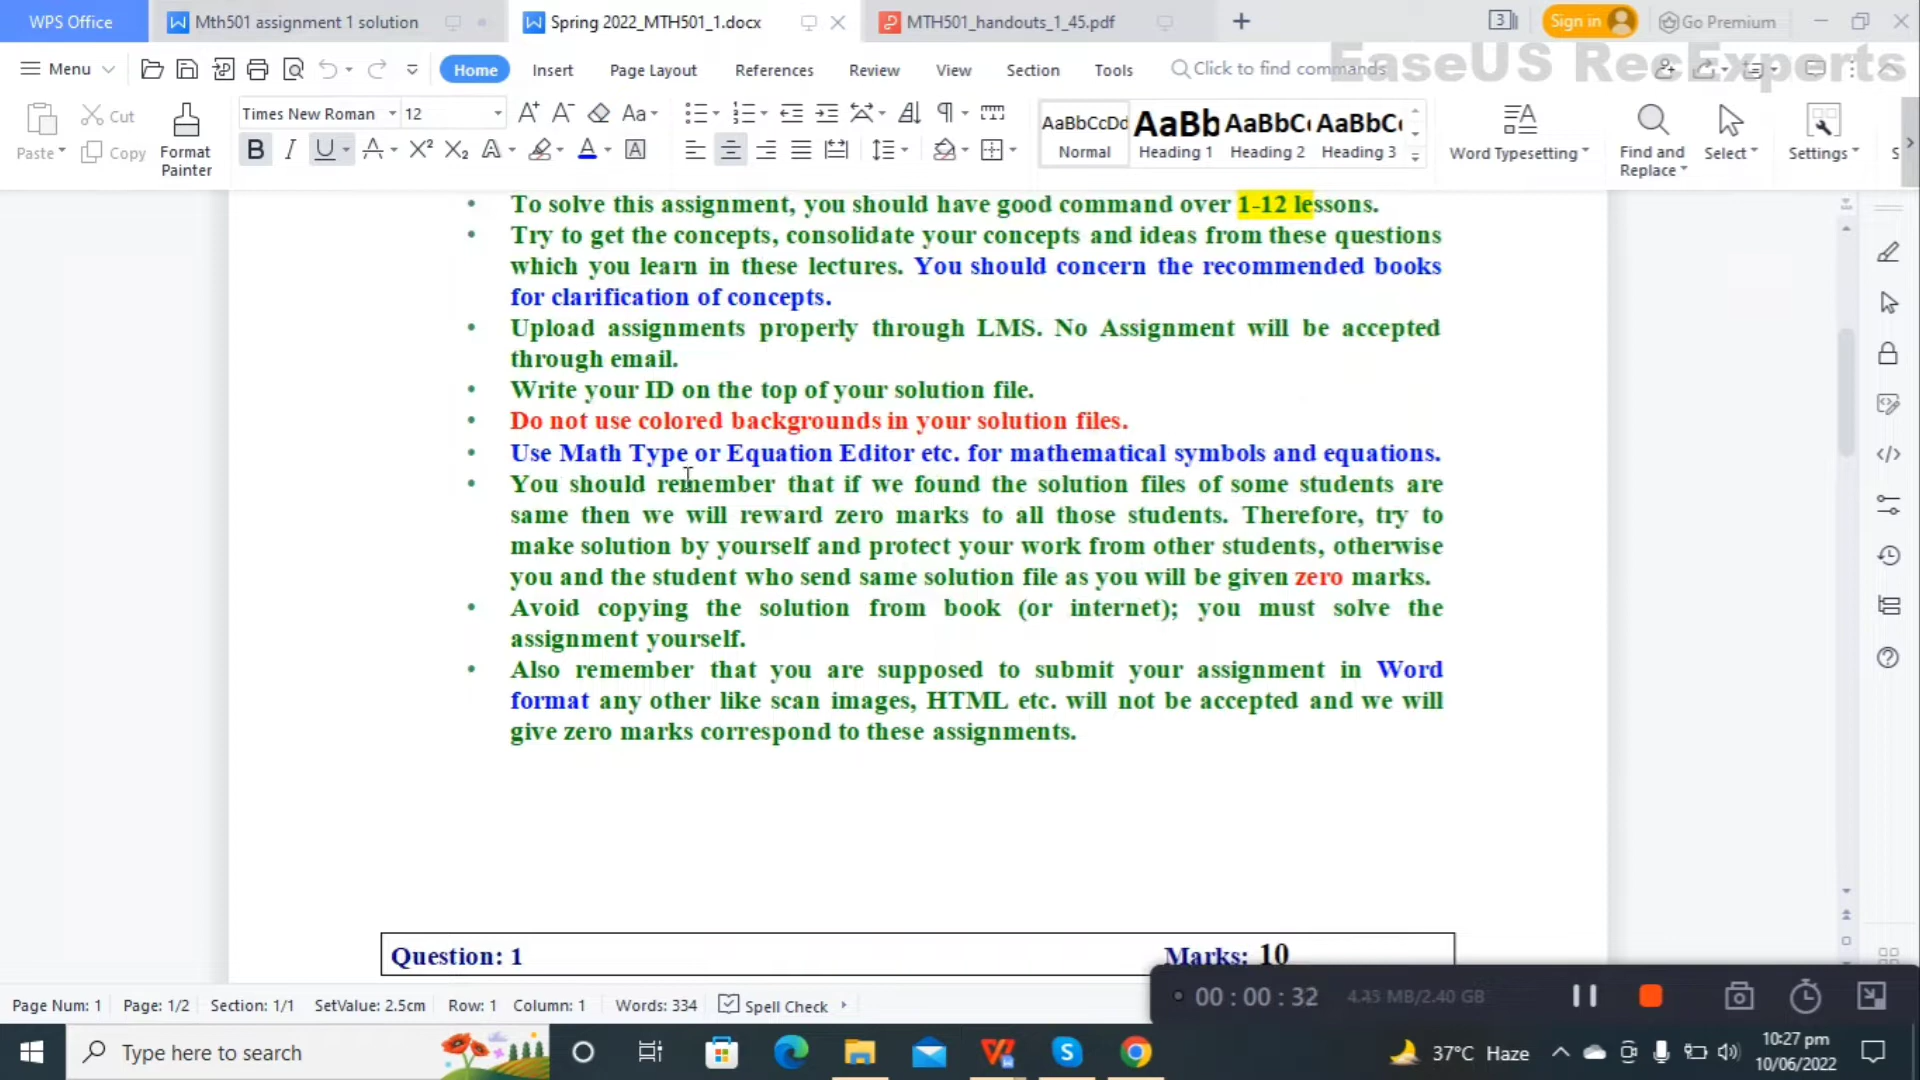 WPS Office
Mth501 assignment 1 solution
Spring 2022_MTH501_1.docx
MTH501_handouts_1_45.pdf
3
Sign in
Go Premium
Menu
Home
Insert
Page Layout
References
Review
View
Section
Tools
Click to find commands
EaseUS RecExperts
Paste
Cut
Copy
Format
Painter
Times New Roman
12
AaBbCcDd
Normal
AaBb
Heading 1
AaBbC
Heading 2
AaBbC
Heading 3
Word Typesetting
Find and
Replace
Select
Settings
S
• To solve this assignment, you should have good command over 1-12 lessons.
• Try to get the concepts, consolidate your concepts and ideas from these questions
which you learn in these lectures. You should concern the recommended books
for clarification of concepts.
• Upload assignments properly through LMS. No Assignment will be accepted
through email.
• Write your ID on the top of your solution file.
• Do not use colored backgrounds in your solution files.
• Use Math Type or Equation Editor etc. for mathematical symbols and equations.
• You should remember that if we found the solution files of some students are
same then we will reward zero marks to all those students. Therefore, try to
make solution by yourself and protect your work from other students, otherwise
you and the student who send same solution file as you will be given zero marks.
• Avoid copying the solution from book (or internet); you must solve the
assignment yourself.
• Also remember that you are supposed to submit your assignment in Word
format any other like scan images, HTML etc. will not be accepted and we will
give zero marks correspond to these assignments.
Question: 1 Marks: 10
00 : 00 : 32
/2.40 GB
Page Num: 1 Page: 1/2 Section: 1/1 SetValue: 2.5cm Row: 1 Column: 1 Words: 334 Spell Check
Type here to search
37°C Haze
10:27 pm
10/06/2022